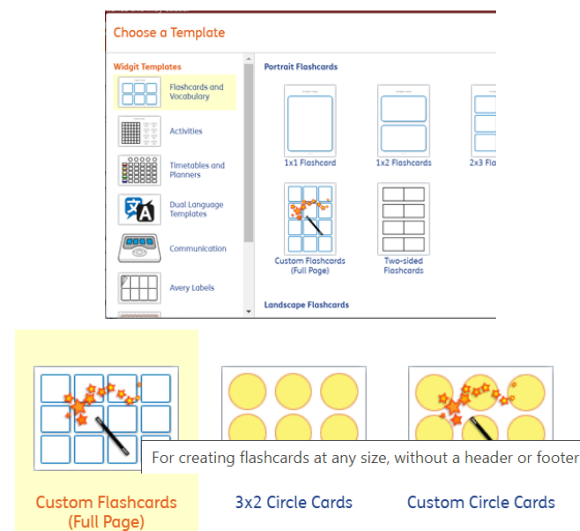 Choose a Template
Widgit Templates
Portrait Flashcards
Flashcards and
Vocabulary
Activities
1x1 Flashcard
1x2 Flashcards
2x3 Fla
Timetables and
Planners
Dual Language
Templates
Communication
Custom Flashcards
(Full Page)
Two-sided
Flashcards
Avery Labels
Landscape Flashcards
For creating flashcards at any size, without a header or footer
Custom Flashcards
(Full Page)
3x2 Circle Cards
Custom Circle Cards